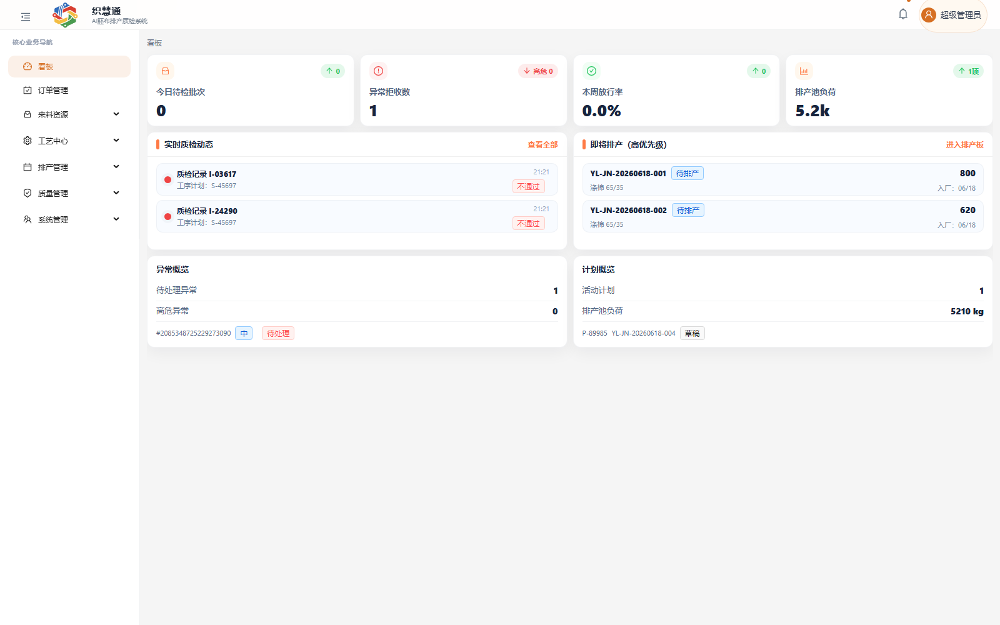 织慧通
AI胚布排产质检系统
超级管理员
核心业务导航
看板
订单管理
来料资源
工艺中心
排产管理
质量管理
系统管理
看板
0
今日待检批次
0
高危 0
异常拒收数
1
0
本周放行率
0.0%
1顶
排产池负荷
5.2k
实时质检动态
查看全部
质检记录 I-03617
21:21
工序计划：S-45697
不通过
质检记录 I-24290
21:21
工序计划：S-45697
不通过
即将排产（高优先级）
进入排产板
YL-JN-20260618-001 待排产
800
涤棉 65/35
入厂：06/18
YL-JN-20260618-002 待排产
620
涤棉 65/35
入厂：06/18
异常概览
待处理异常 1
高危异常 0
#2085348725229273090 中 待处理
计划概览
活动计划 1
排产池负荷 5210 kg
P-89985 YL-JN-20260618-004 草稿